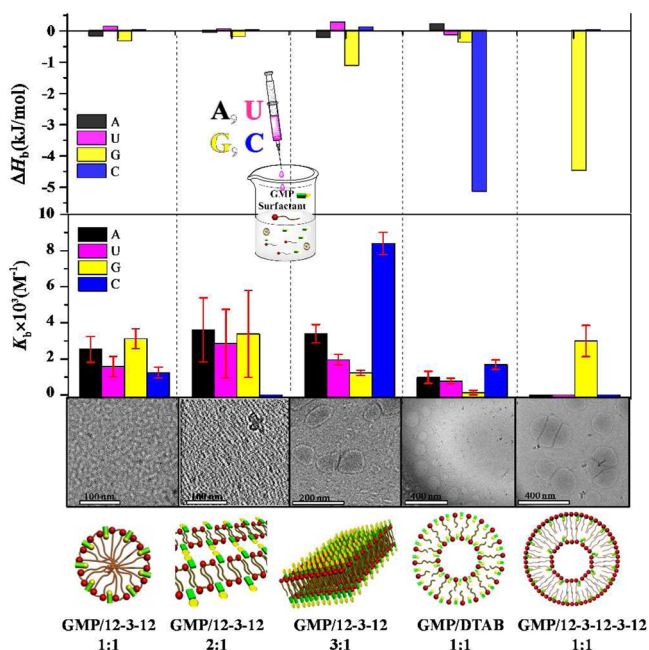 ΔH_b(kJ/mol)
0
-1
-2
-3
-4
-5
A
U
G
C
A, U
G, C
GMP
Surfactant
K_b×10³(M⁻¹)
10
8
6
4
2
0
A
U
G
C
100 nm
100 nm
200 nm
400 nm
400 nm
GMP/12-3-12
1:1
GMP/12-3-12
2:1
GMP/12-3-12
3:1
GMP/DTAB
1:1
GMP/12-3-12-3-12
1:1